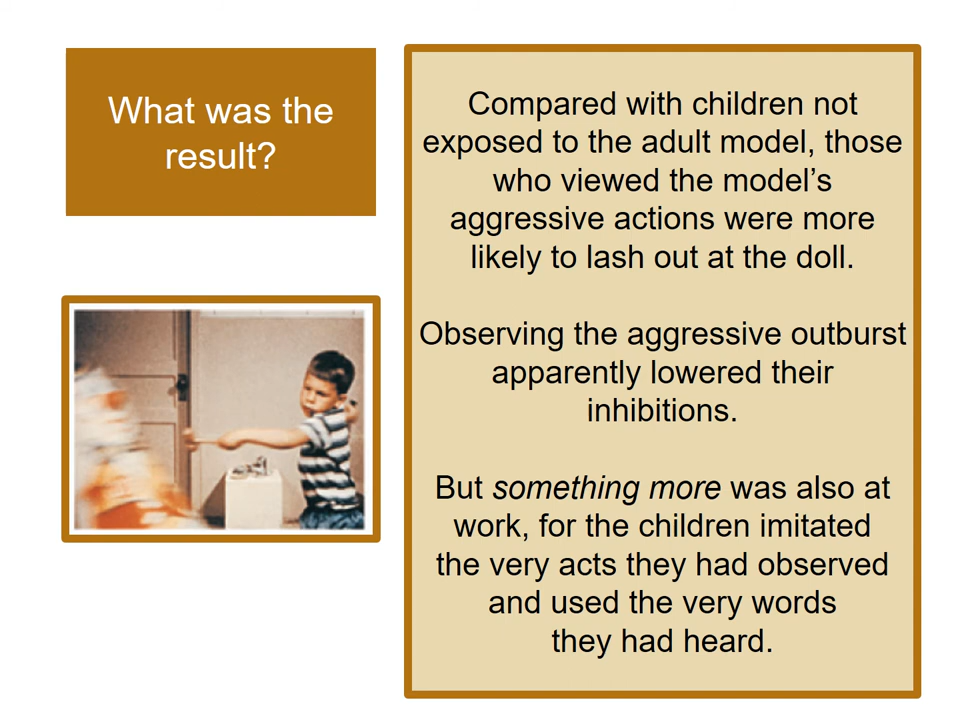 What was the
result?
Compared with children not
exposed to the adult model, those
who viewed the model’s
aggressive actions were more
likely to lash out at the doll.
Observing the aggressive outburst
apparently lowered their
inhibitions.
But something more was also at
work, for the children imitated
the very acts they had observed
and used the very words
they had heard.